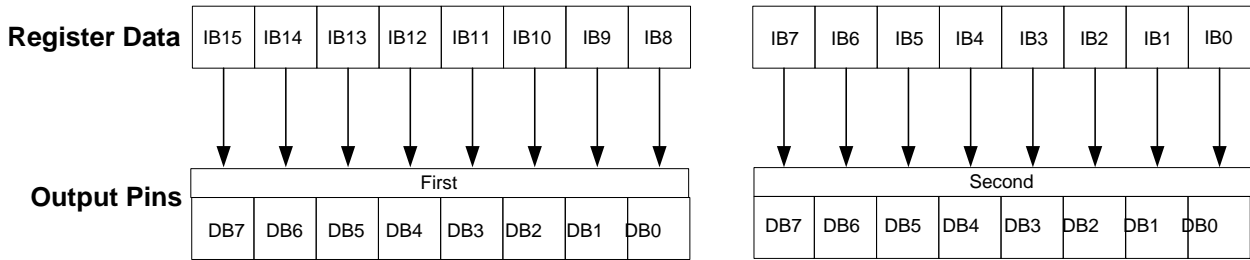 Register Data IB15 IB14 IB13 IB12 IB11 IB10 IB9 IB8 IB7 IB6 IB5 IB4 IB3 IB2 IB1 IB0
First Second
Output Pins
DB7 DB6 DB5 DB4 DB3 DB2 DB1 DB0 DB7 DB6 DB5 DB4 DB3 DB2 DB1 DB0